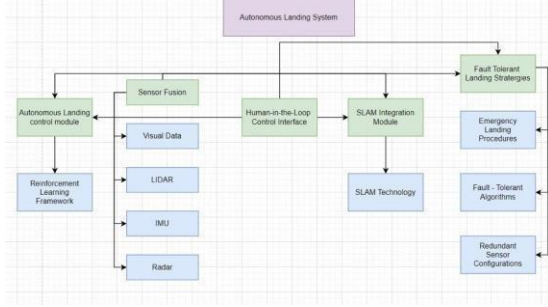 Autonomous Landing System
Fault Tolerant
Landing Stratergies
Sensor Fusion
Autonomous Landing
control module
Human-in-the-Loop
Control Interface
SLAM Integration
Module
Emergency
Landing
Procedures
Visual Data
Reinforcement
Learning
Framework
LIDAR
SLAM Technology
Fault - Tolerant
Algorithms
IMU
Redundant
Sensor
Configurations
Radar